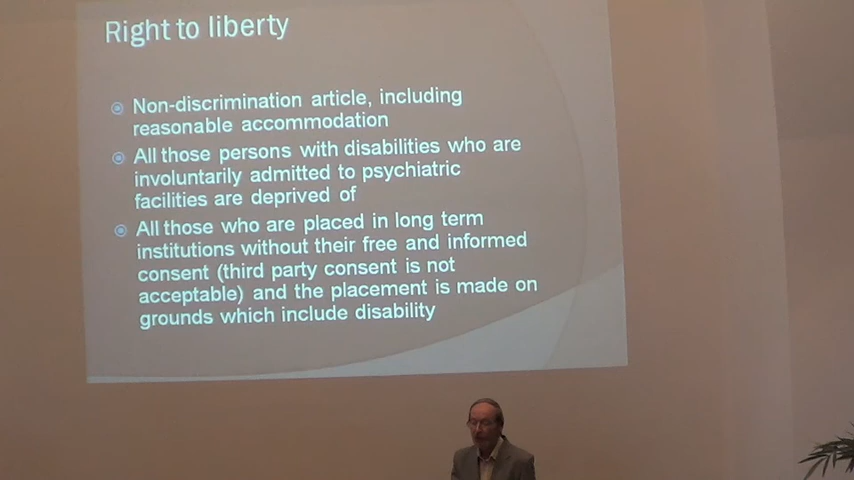 Right to liberty
Non-discrimination article, including
reasonable accommodation
All those persons with disabilities who are
involuntarily admitted to psychiatric
facilities are deprived of
All those who are placed in long term
institutions without their free and informed
consent (third party consent is not
acceptable) and the placement is made on
grounds which include disability